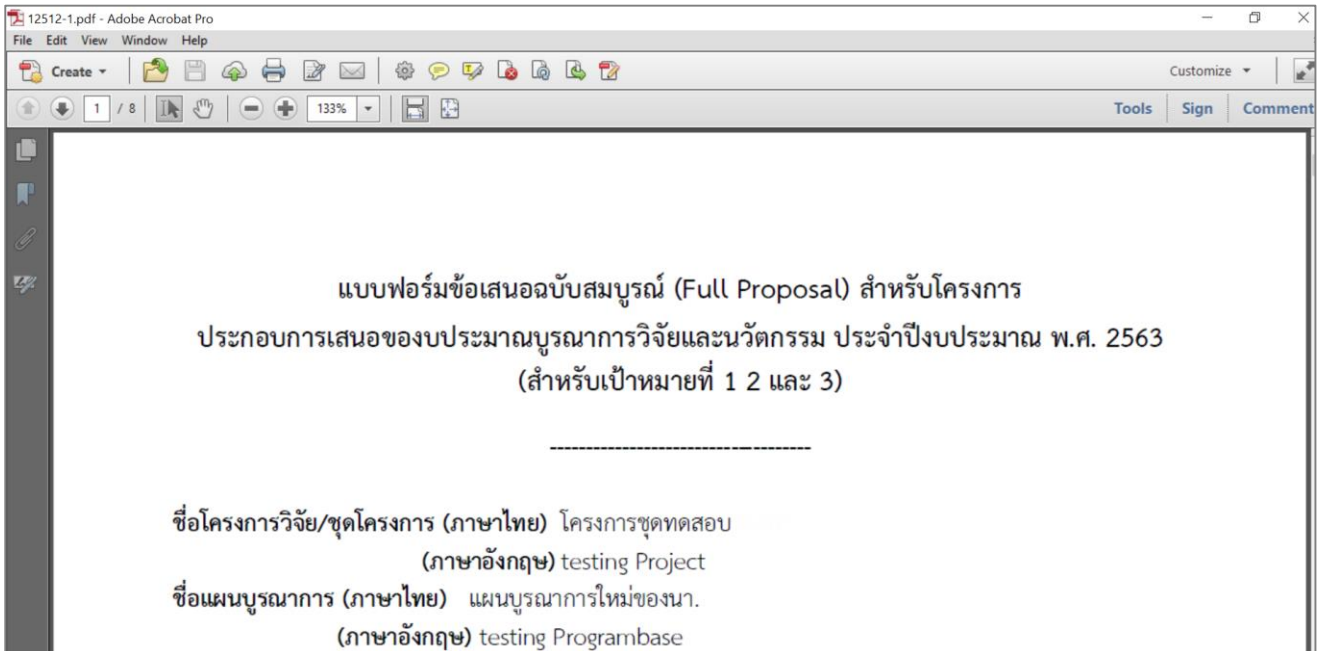 12512-1.pdf - Adobe Acrobat Pro
File Edit View Window Help
Create Customize
1 / 8 133% Tools Sign Comment
แบบฟอร์มข้อเสนอฉบับสมบูรณ์ (Full Proposal) สำหรับโครงการ
ประกอบการเสนอของบประมาณบูรณาการวิจัยและนวัตกรรม ประจำปีงบประมาณ พ.ศ. 2563
(สำหรับเป้าหมายที่ 1 2 และ 3)
------------------------------------
ชื่อโครงการวิจัย/ชุดโครงการ (ภาษาไทย) โครงการชุดทดสอบ
(ภาษาอังกฤษ) testing Project
ชื่อแผนบูรณาการ (ภาษาไทย) แผนบูรณาการใหม่ของนา.
(ภาษาอังกฤษ) testing Programbase